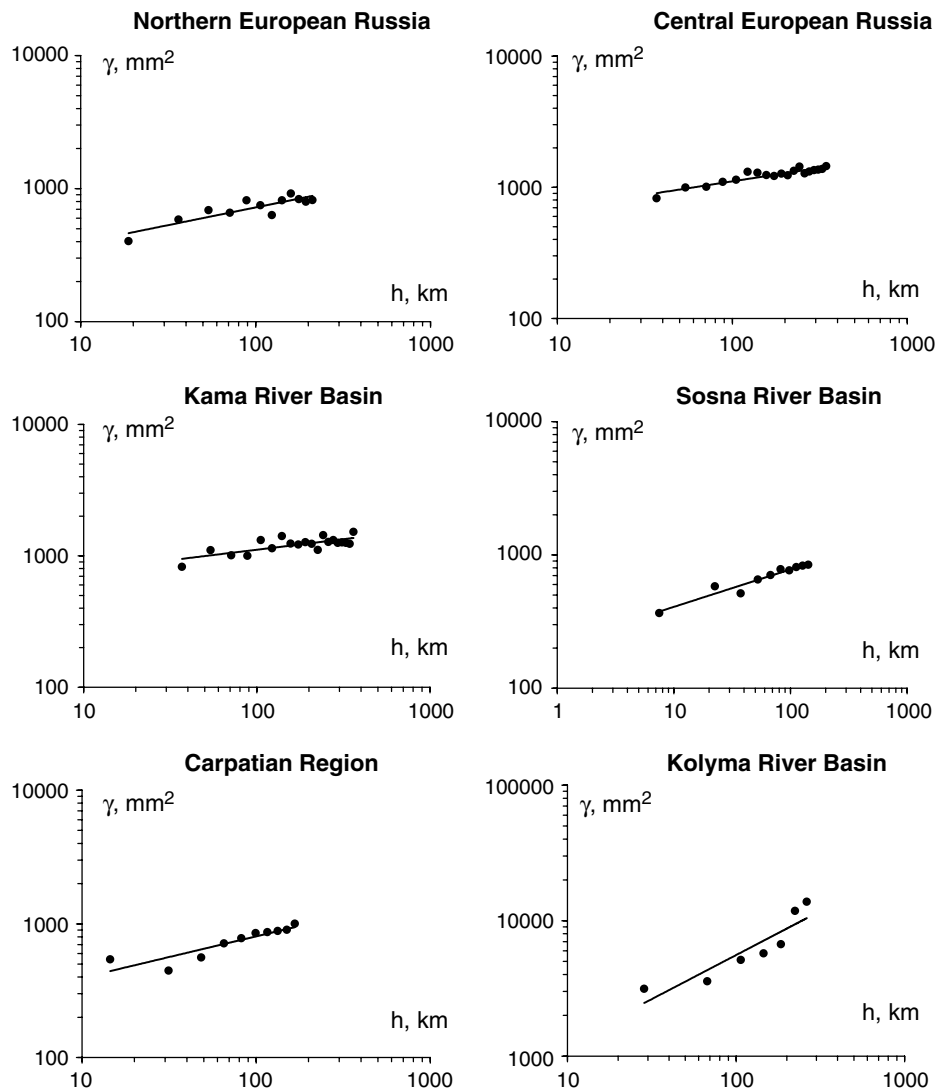 Northern European Russia
10000
γ, mm²
1000
h, km
100
10 100 1000
Central European Russia
10000
γ, mm²
1000
h, km
100
10 100 1000
Kama River Basin
10000
γ, mm²
1000
h, km
100
10 100 1000
Sosna River Basin
10000
γ, mm²
1000
h, km
100
1 10 100 1000
Carpatian Region
10000
γ, mm²
1000
h, km
100
10 100 1000
Kolyma River Basin
100000
γ, mm²
10000
h, km
1000
10 100 1000